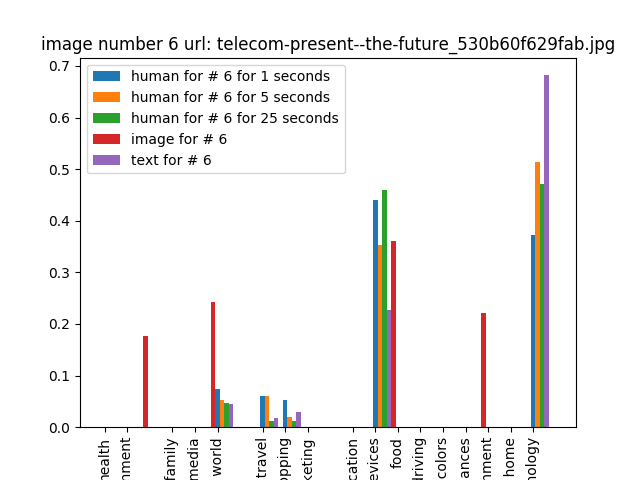 image number 6 url: telecom-present--the-future_530b60f629fab.jpg
human for # 6 for 1 seconds
human for # 6 for 5 seconds
human for # 6 for 25 seconds
image for # 6
text for # 6
0.7
0.6
0.5
0.4
0.3
0.2
0.1
0.0
health
nment
family
media
world
travel
opping
keting
cation
evices
food
driving
colors
ances
nment
home
nology